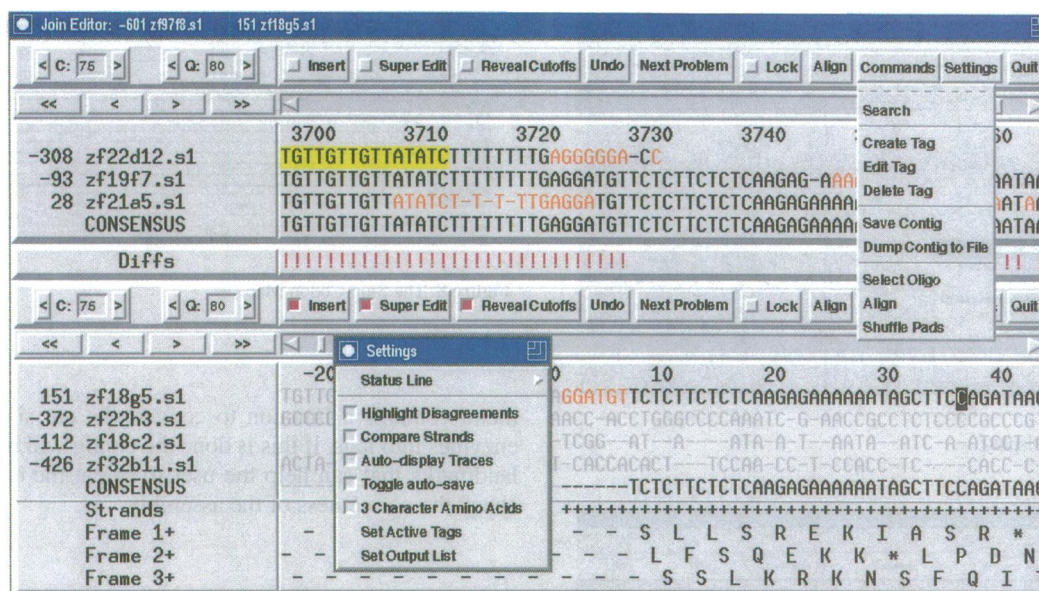 Join Editor: -601 zf97f8.s1 151 zf18g5.s1
< C: 75 > < Q: 80 > Insert Super Edit Reveal Cutoffs Undo Next Problem Lock Align Commands Settings Quit
<< < > >>
3700 3710 3720 3730 3740
-308 zf22d12.s1 TGTTGTTGTTATATCTTTTTTTTGAGGGGGA-CC
-93 zf19f7.s1 TGTTGTTGTTATATCTTTTTTTTGAGGATGTTCTCTTCTCTCAAGAG-AAA
28 zf21a5.s1 TGTTGTTGTTATATCT-T-T-TTGAGGATGTTCTCTTCTCTCAAGAGAAAA
CONSENSUS TGTTGTTGTTATATCTTTTTTTTGAGGATGTTCTCTTCTCTCAAGAGAAAA
Search
Create Tag
Edit Tag
Delete Tag
Save Contig
Dump Contig to File
Select Oligo
Align
Shuffle Pads
Diffs !!!!!!!!!!!!!!!!!!!!!!!!!!!!!!! !!
< C: 75 > < Q: 80 > Insert Super Edit Reveal Cutoffs Undo Next Problem Lock Align Quit
<< < > >>
-20 0 10 20 30 40
151 zf18g5.s1 AGGATGTTCTCTTCTCTCAAGAGAAAAAATAGCTTCCAGATAAG
-372 zf22h3.s1
-112 zf18c2.s1
-426 zf32b11.s1
CONSENSUS -------TCTCTTCTCTCAAGAGAAAAAATAGCTTCCAGATAAG
Strands
Frame 1+ - - - S L L S R E K I A S R *
Frame 2+ - - - - L F S Q E K K * L P D N
Frame 3+ - - - S S L K R K N S F Q I
Settings
Status Line
Highlight Disagreements
Compare Strands
Auto-display Traces
Toggle auto-save
3 Character Amino Acids
Set Active Tags
Set Output List